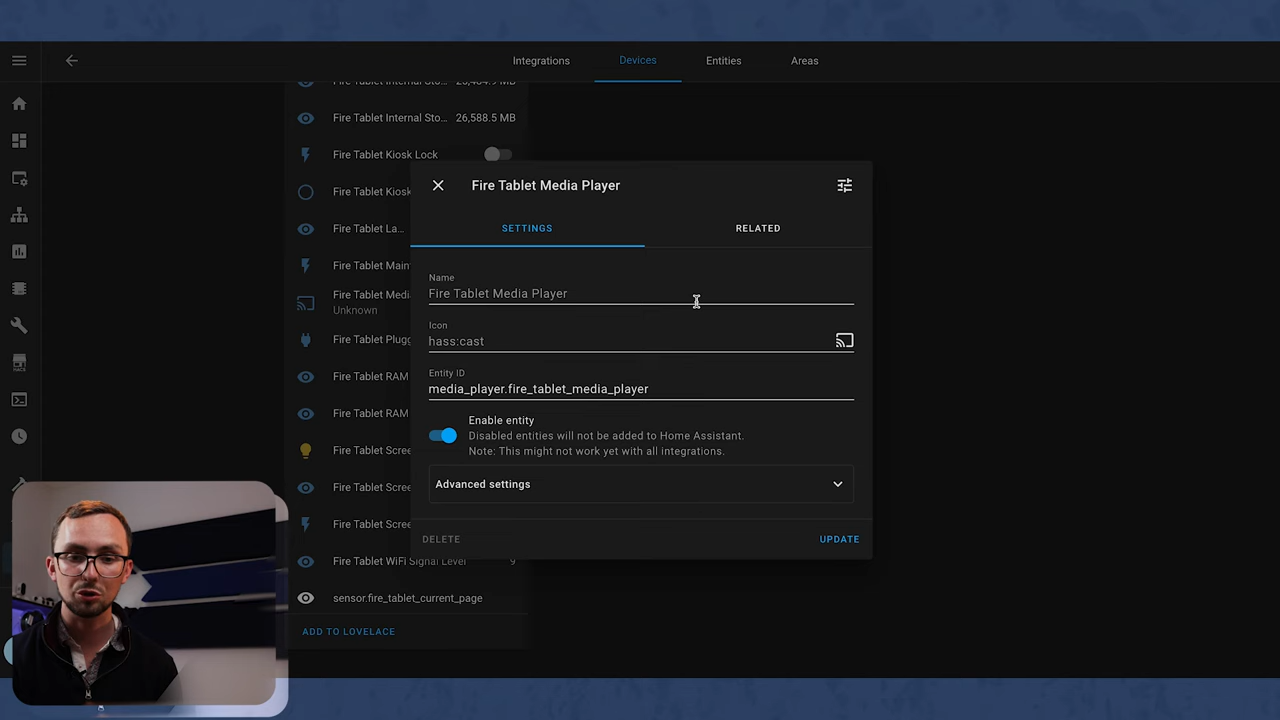 Integrations
Devices
Entities
Areas
Fire Tablet Internal Sto...
Fire Tablet Internal Sto... 26,588.5 MB
Fire Tablet Kiosk Lock
Fire Tablet Kiosk
Fire Tablet La...
Fire Tablet Main
Fire Tablet Medi
Unknown
Fire Tablet Plugg
Fire Tablet RAM
Fire Tablet RAM
Fire Tablet Scree
Fire Tablet Scree
Fire Tablet Scree
Fire Tablet WiFi Signal Level 9
sensor.fire_tablet_current_page
ADD TO LOVELACE
Fire Tablet Media Player
SETTINGS
RELATED
Name
Fire Tablet Media Player
Icon
hass:cast
Entity ID
media_player.fire_tablet_media_player
Enable entity
Disabled entities will not be added to Home Assistant.
Note: This might not work yet with all integrations.
Advanced settings
DELETE
UPDATE